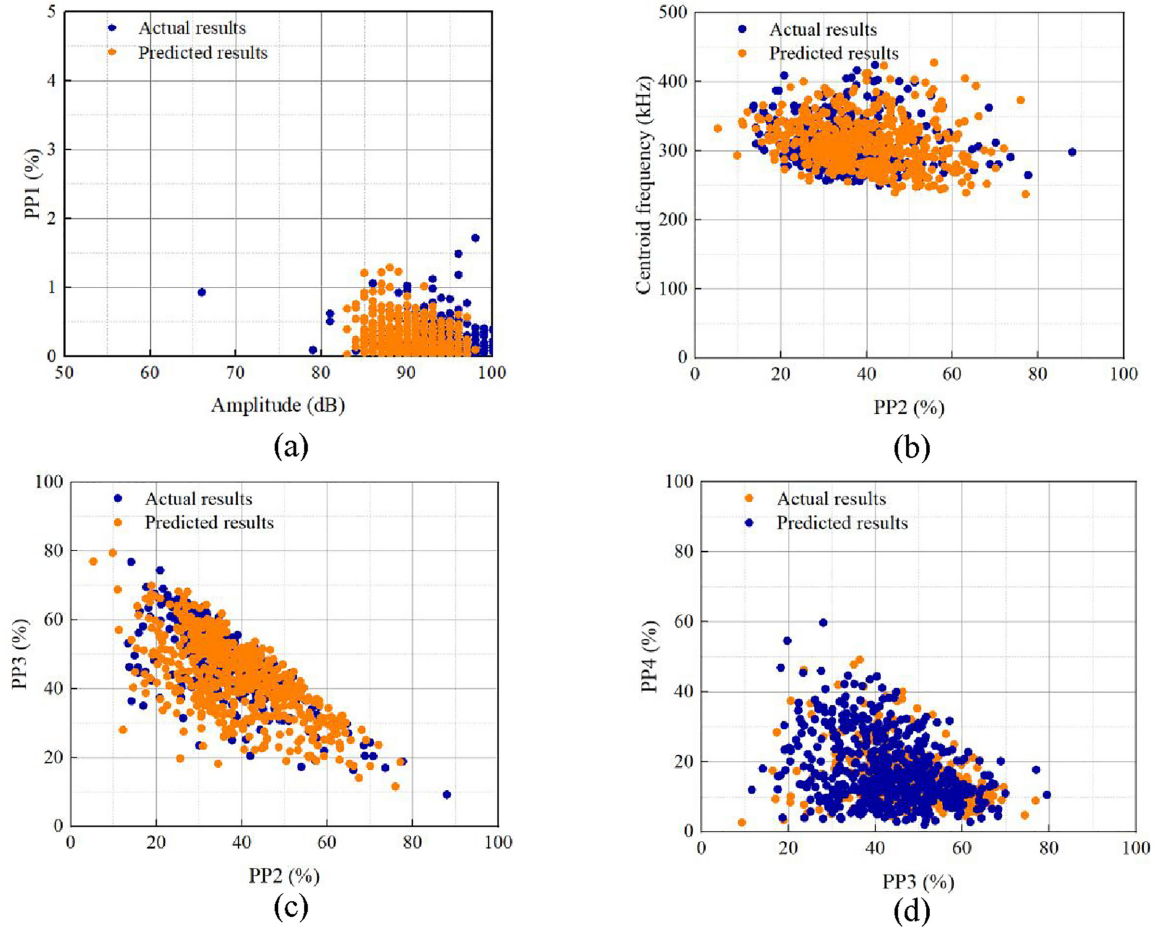 5
4
3
2
1
0
50
60
70
80
90
100
PP1 (%)
Amplitude (dB)
Actual results
Predicted results
(a)
500
400
300
200
100
0
0
20
40
60
80
100
Centroid frequency (kHz)
PP2 (%)
Actual results
Predicted results
(b)
100
80
60
40
20
0
0
20
40
60
80
100
PP3 (%)
PP2 (%)
Actual results
Predicted results
(c)
100
80
60
40
20
0
0
20
40
60
80
100
PP4 (%)
PP3 (%)
Actual results
Predicted results
(d)